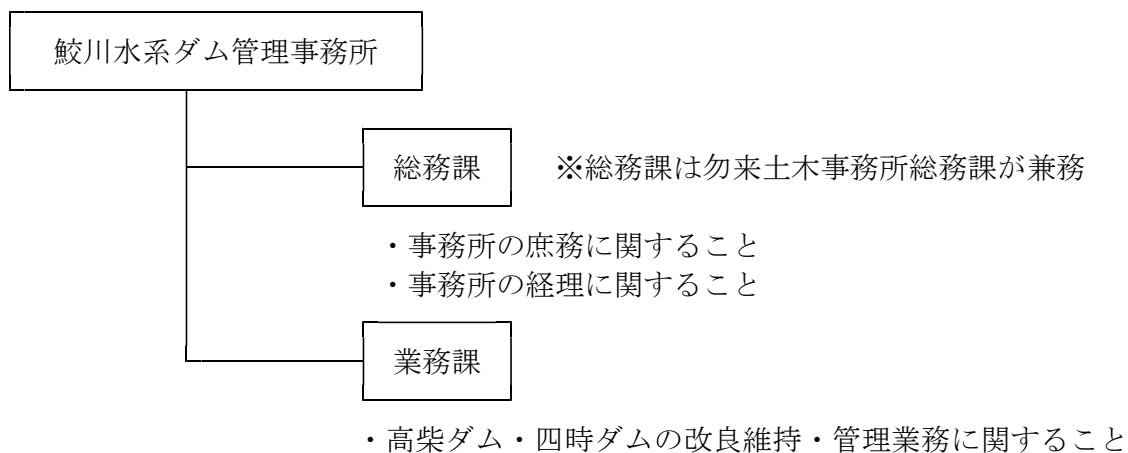 鮫川水系ダム管理事務所
総務課 ※総務課は勿来土木事務所総務課が兼務
・事務所の庶務に関すること
・事務所の経理に関すること
業務課
・高柴ダム・四時ダムの改良維持・管理業務に関すること